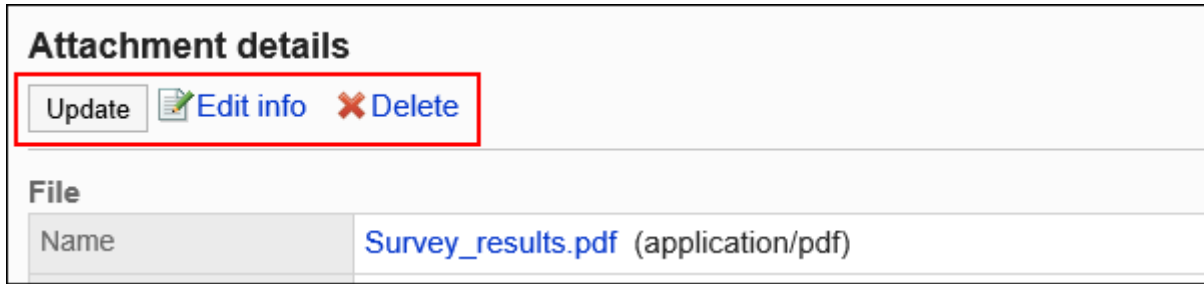 Attachment details
Update Edit info Delete
File
Name Survey_results.pdf (application/pdf)